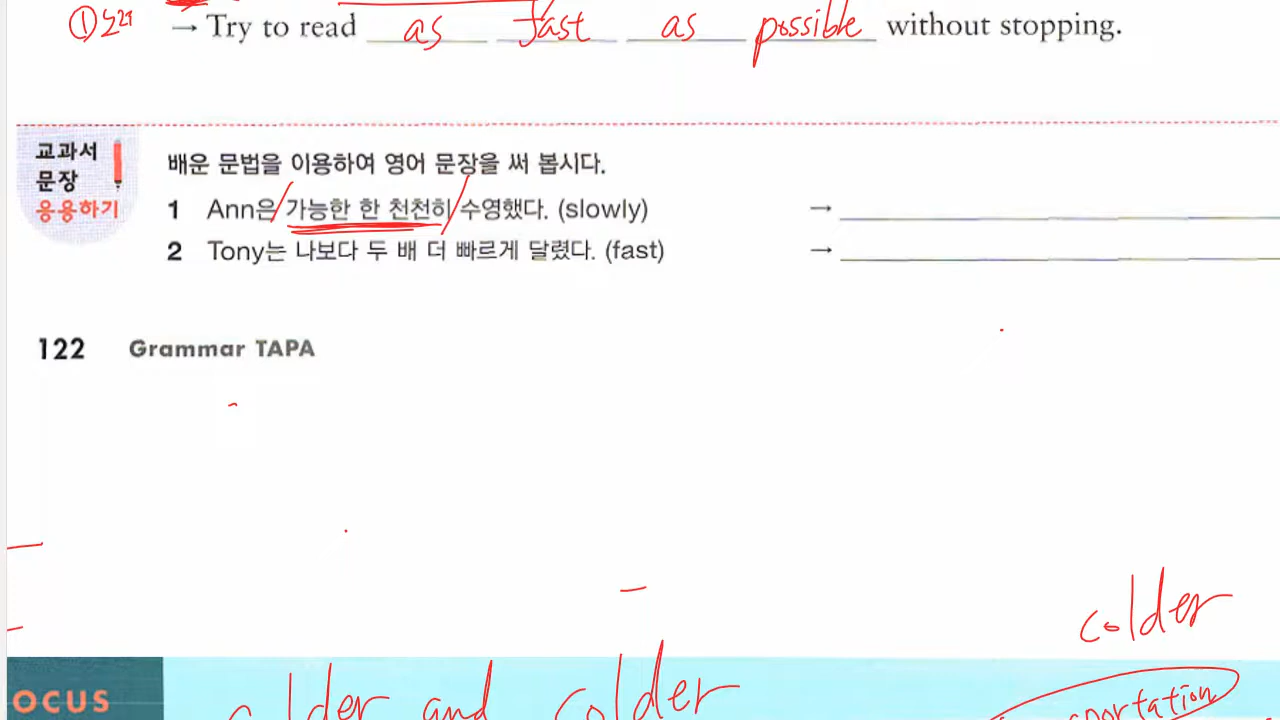 → Try to read as fast as possible without stopping.
교과서
문장
응용하기
배운 문법을 이용하여 영어 문장을 써 봅시다.
1 Ann은 가능한 한 천천히 수영했다. (slowly) →
2 Tony는 나보다 두 배 더 빠르게 달렸다. (fast) →
122 Grammar TAPA
colder
OCUS
colder and colder